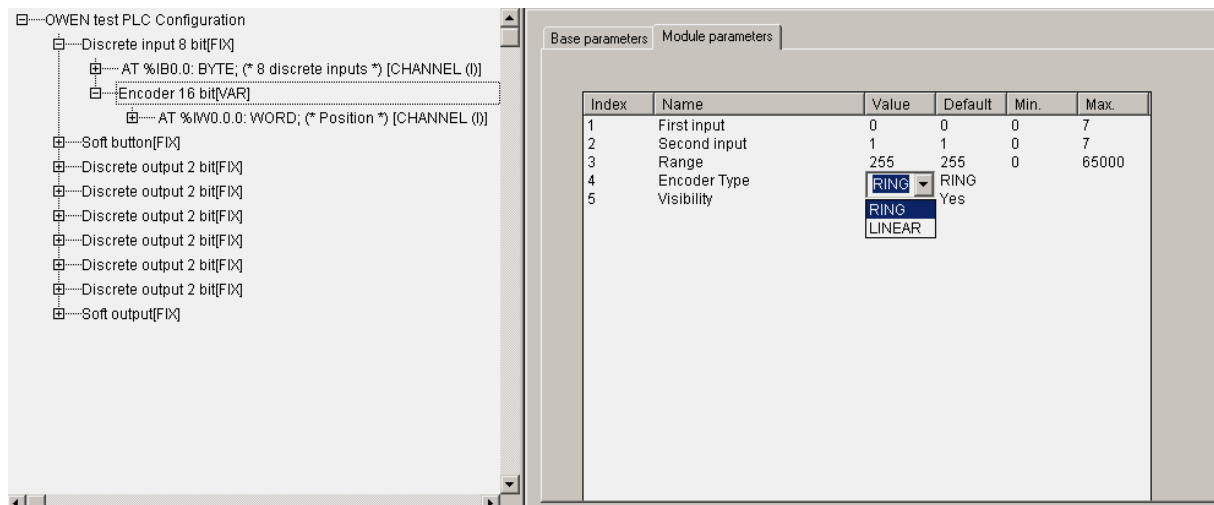 OWEN test PLC Configuration
Discrete input 8 bit[FIX]
AT %IB0.0: BYTE; (* 8 discrete inputs *) [CHANNEL (I)]
Encoder 16 bit[VAR]
AT %IW0.0.0: WORD; (* Position *) [CHANNEL (I)]
Soft button[FIX]
Discrete output 2 bit[FIX]
Discrete output 2 bit[FIX]
Discrete output 2 bit[FIX]
Discrete output 2 bit[FIX]
Discrete output 2 bit[FIX]
Discrete output 2 bit[FIX]
Soft output[FIX]
Base parameters Module parameters
Index Name Value Default Min. Max.
1 First input 0 0 0 7
2 Second input 1 1 0 7
3 Range 255 255 0 65000
4 Encoder Type RING RING
5 Visibility Yes
RING
LINEAR